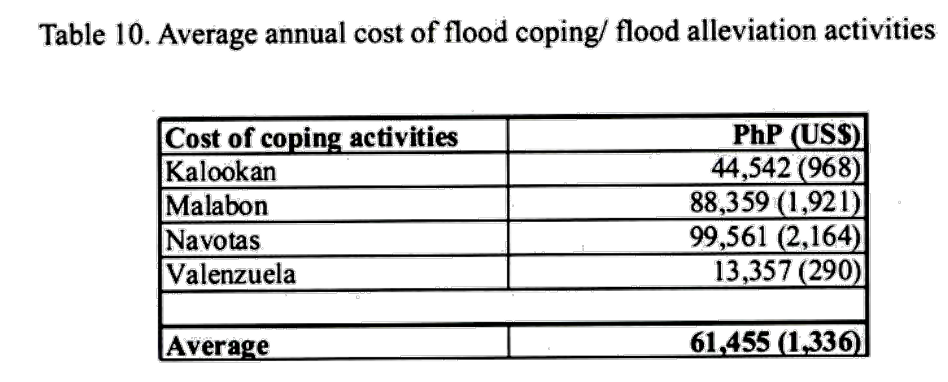 Table 10. Average annual cost of flood coping/ flood alleviation activities
Cost of coping activities PhP (US$)
Kalookan 44,542 (968)
Malabon 88,359 (1,921)
Navotas 99,561 (2,164)
Valenzuela 13,357 (290)
Average 61,455 (1,336)